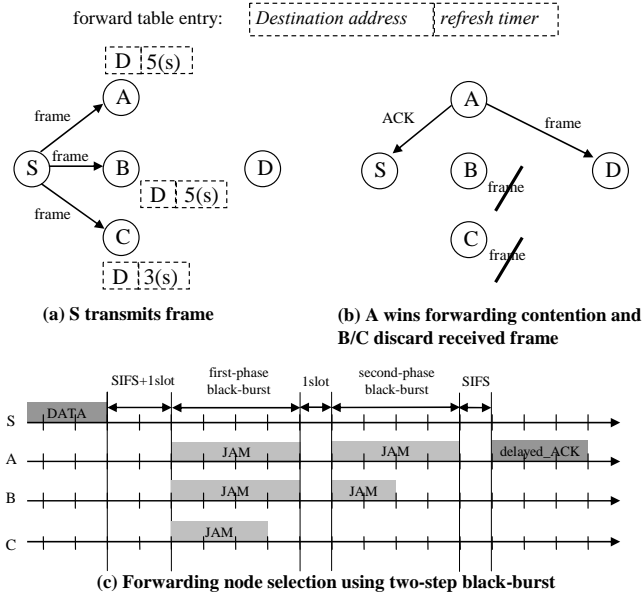 forward table entry: Destination address refresh timer
D 5(s)
A
frame
S
frame
B
D
D 5(s)
frame
C
D 3(s)
(a) S transmits frame
A
ACK
frame
S
B
D
frame
C
frame
(b) A wins forwarding contention and
B/C discard received frame
SIFS+1slot
first-phase
black-burst
1slot
second-phase
black-burst
SIFS
S
DATA
A
JAM
JAM
delayed_ACK
B
JAM
JAM
C
JAM
(c) Forwarding node selection using two-step black-burst